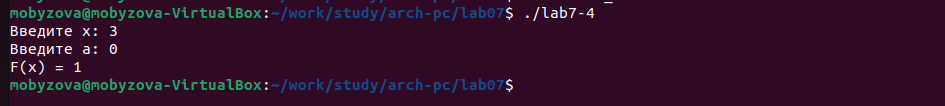 mobyzova@mobyzova-VirtualBox:~/work/study/arch-pc/lab07$ ./lab7-4
Введите x: 3
Введите a: 0
F(x) = 1
mobyzova@mobyzova-VirtualBox:~/work/study/arch-pc/lab07$